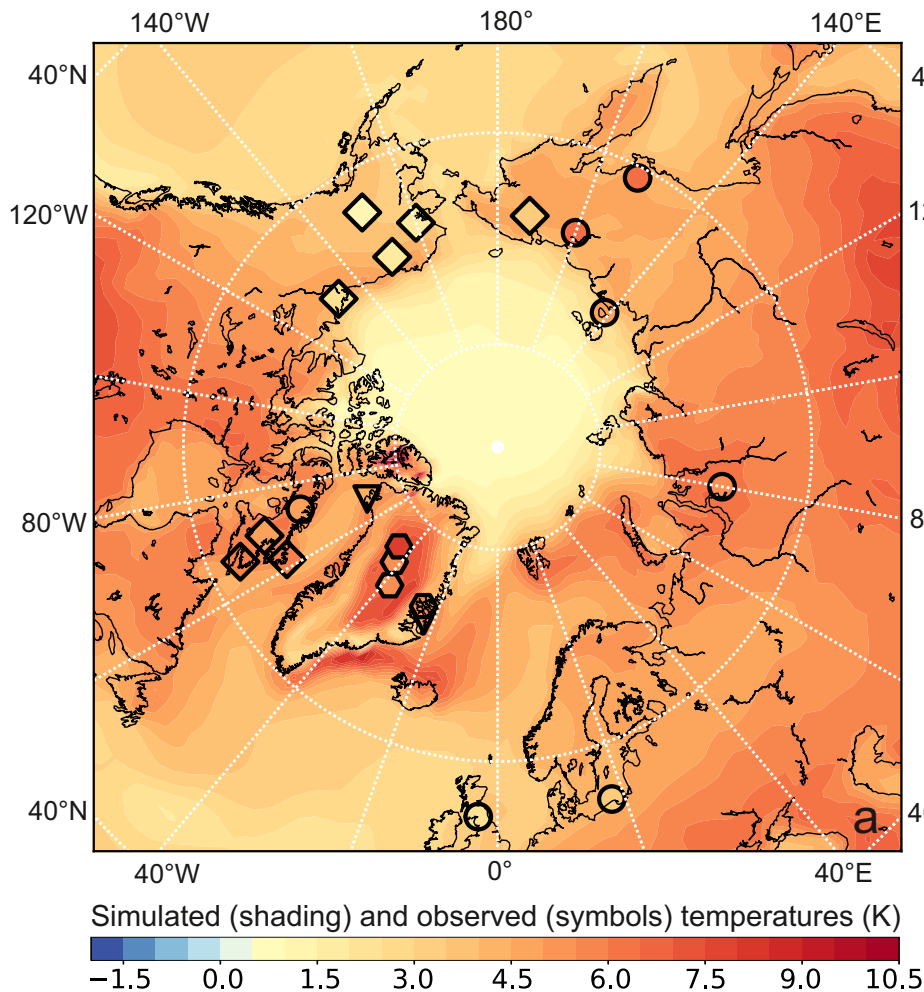 140°W 180° 140°E
40°N 4
120°W 12
80°W 8
40°N a 4
40°W 0° 40°E
Simulated (shading) and observed (symbols) temperatures (K)
−1.5 0.0 1.5 3.0 4.5 6.0 7.5 9.0 10.5